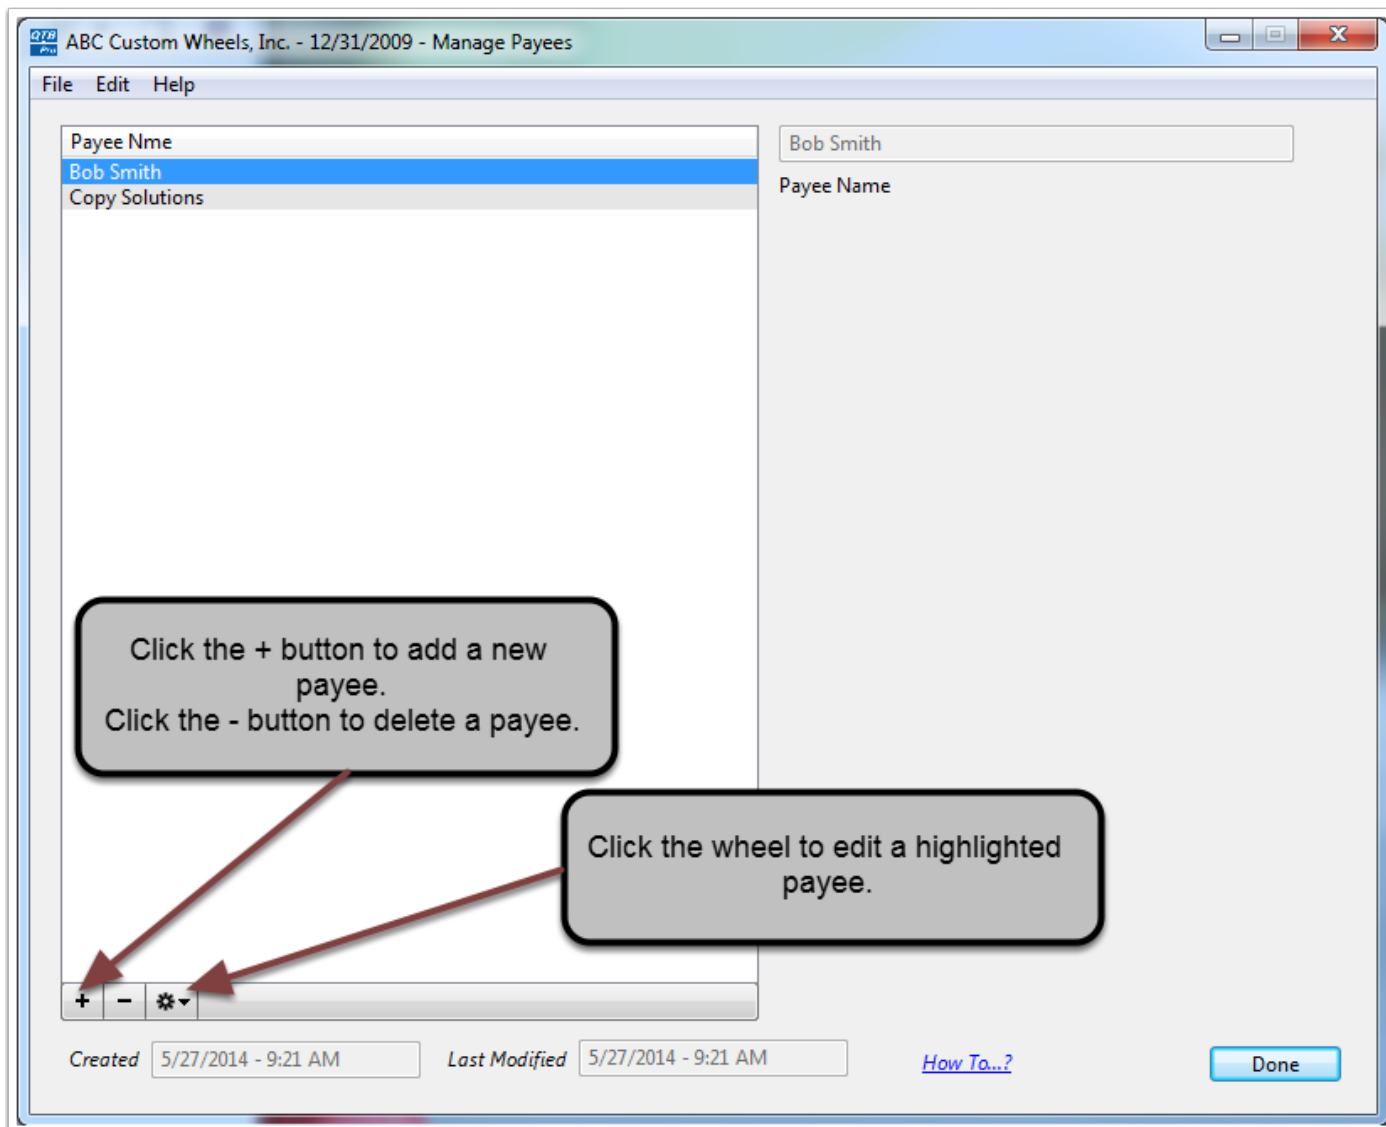 QTB
Pro
ABC Custom Wheels, Inc. - 12/31/2009 - Manage Payees
File Edit Help
Payee Nme
Bob Smith
Copy Solutions
Bob Smith
Payee Name
Click the + button to add a new
payee.
Click the - button to delete a payee.
Click the wheel to edit a highlighted
payee.
+ -
Created 5/27/2014 - 9:21 AM Last Modified 5/27/2014 - 9:21 AM How To...? Done